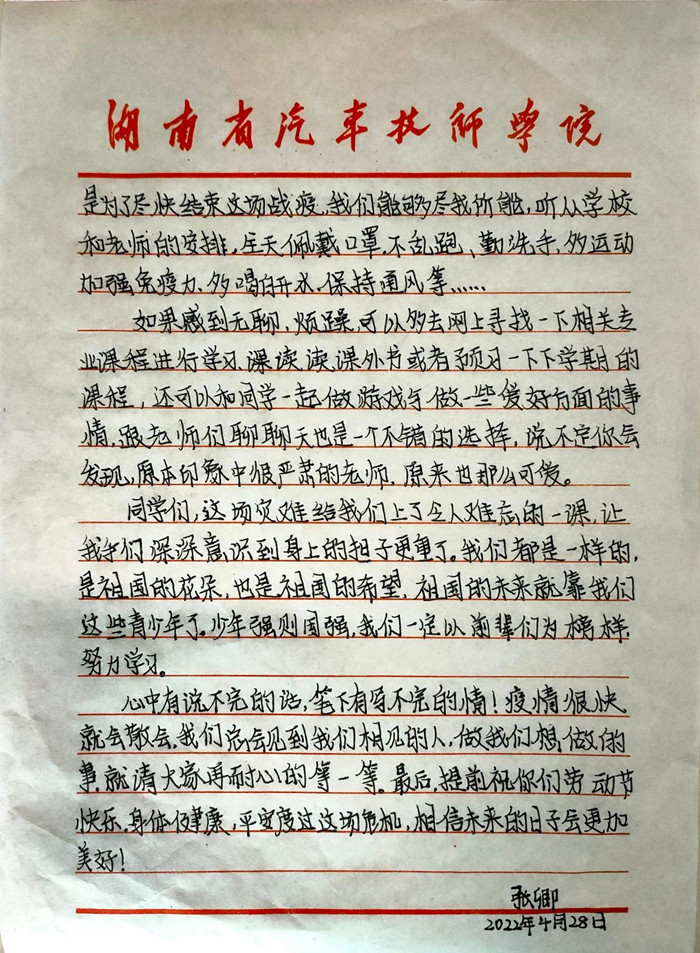 湖南省汽车技师学院
是为了尽快结束这场战疫,我们能够尽我所能,听从学校
和老师的安排,全天佩戴口罩、不乱跑、勤洗手,多运动
加强免疫力、多喝白开水、保持通风等……
如果感到无聊,烦躁,可以多去网上寻找一下相关专
业课程进行学习、课读、读课外书或者预习一下下学期的
课程,还可以和同学一起做游戏 做一些爱好方面的事
情,跟老师们聊聊天也是一个不错的选择,说不定你会
发现,原本印象中很严肃的老师,原来也那么可爱。
同学们,这场灾难给我们上了令人难忘的一课,让
我们深深意识到身上的担子更重了。我们都是一样的,
是祖国的花朵,也是祖国的希望,祖国的未来就靠我们
这些青少年了。少年强则国强,我们一定以前辈们为榜样,
努力学习。
心中有说不完的话,笔下有写不完的情!疫情很快
就会散会,我们总会见到我们相见的人,做我们想做的
事,就请大家再耐心的等一等。最后,提前祝你们劳动节
快乐,身体健康,平安度过这场危机,相信未来的日子会更加
美好!
张卿
2022年4月28日